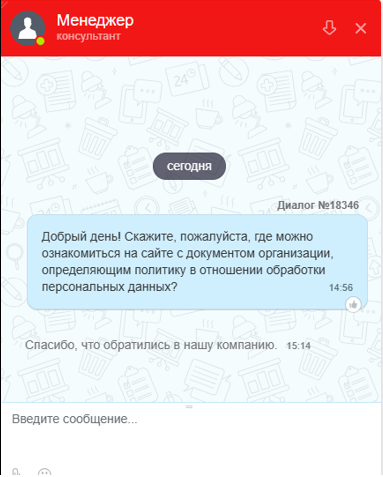 Менеджер
консультант
сегодня
Диалог №18346
Добрый день! Скажите, пожалуйста, где можно
ознакомиться на сайте с документом организации,
определяющим политику в отношении обработки
персональных данных?
14:56
Спасибо, что обратились в нашу компанию. 15:14
Введите сообщение...